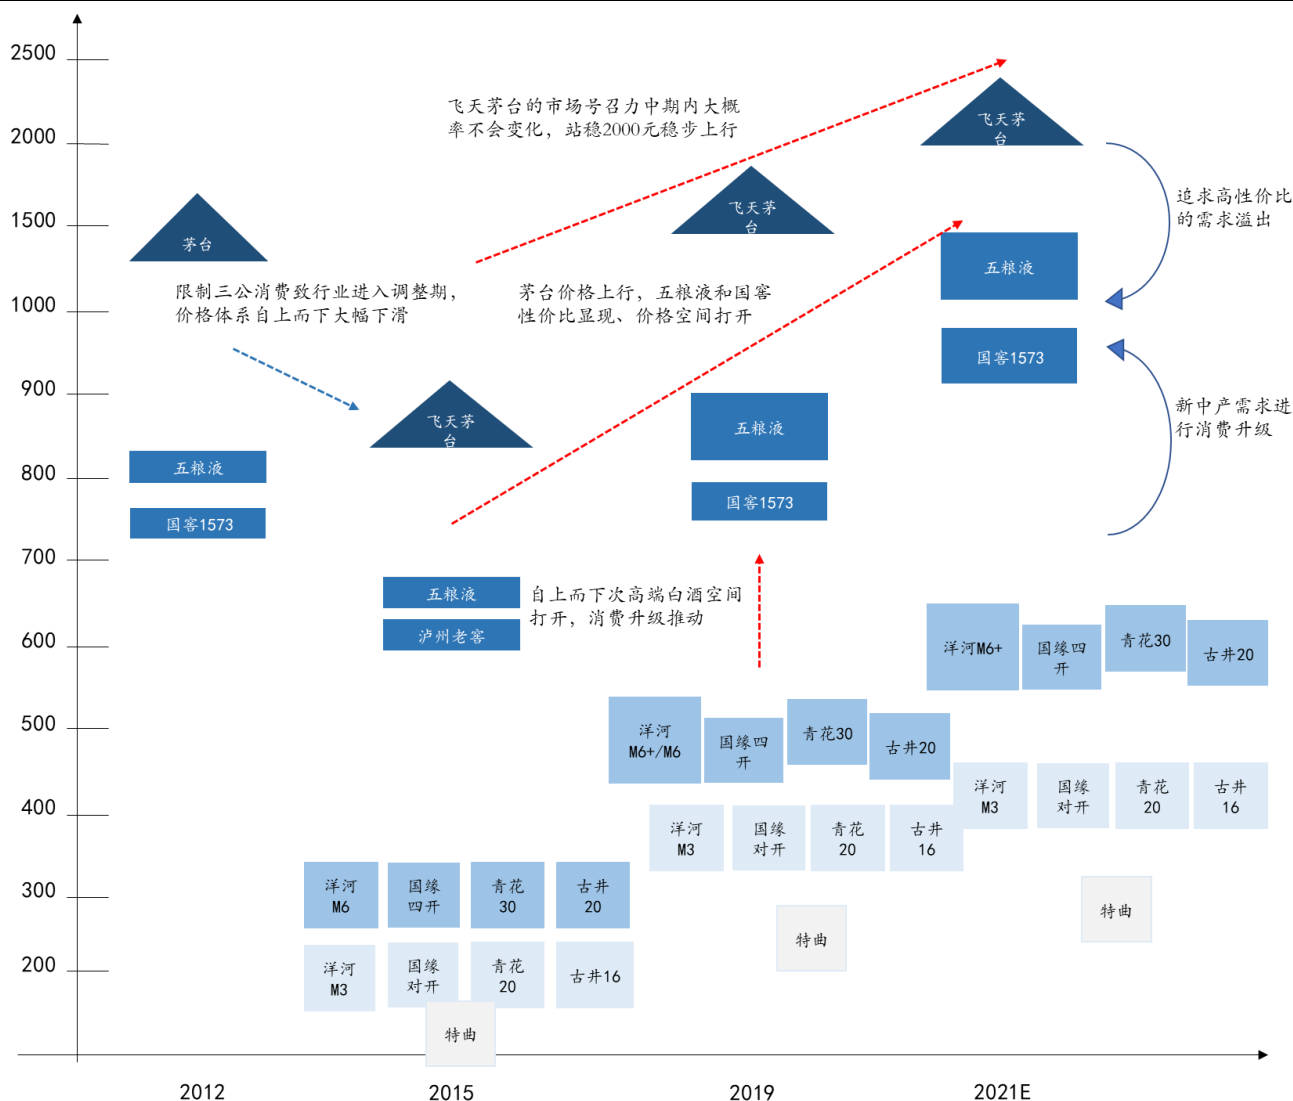 2500
2000
1500
1000
900
800
700
600
500
400
300
200
飞天茅台的市场号召力中期内大概
率不会变化，站稳2000元稳步上行
飞天茅
台
追求高性价比
的需求溢出
茅台
飞天茅
台
五粮液
限制三公消费致行业进入调整期，
价格体系自上而下大幅下滑
茅台价格上行，五粮液和国窖
性价比显现、价格空间打开
国窖1573
新中产需求进
行消费升级
飞天茅
台
五粮液
五粮液
国窖1573
国窖1573
五粮液
泸州老窖
自上而下次高端白酒空间
打开，消费升级推动
洋河M6+
国缘四
开
青花30
古井20
洋河
M6+/M6
国缘四
开
青花30
古井20
洋河
M3
国缘
对开
青花
20
古井
16
洋河
M3
国缘
对开
青花
20
古井
16
洋河
M6
国缘
四开
青花
30
古井
20
特曲
特曲
洋河
M3
国缘
对开
青花
20
古井16
特曲
2012
2015
2019
2021E